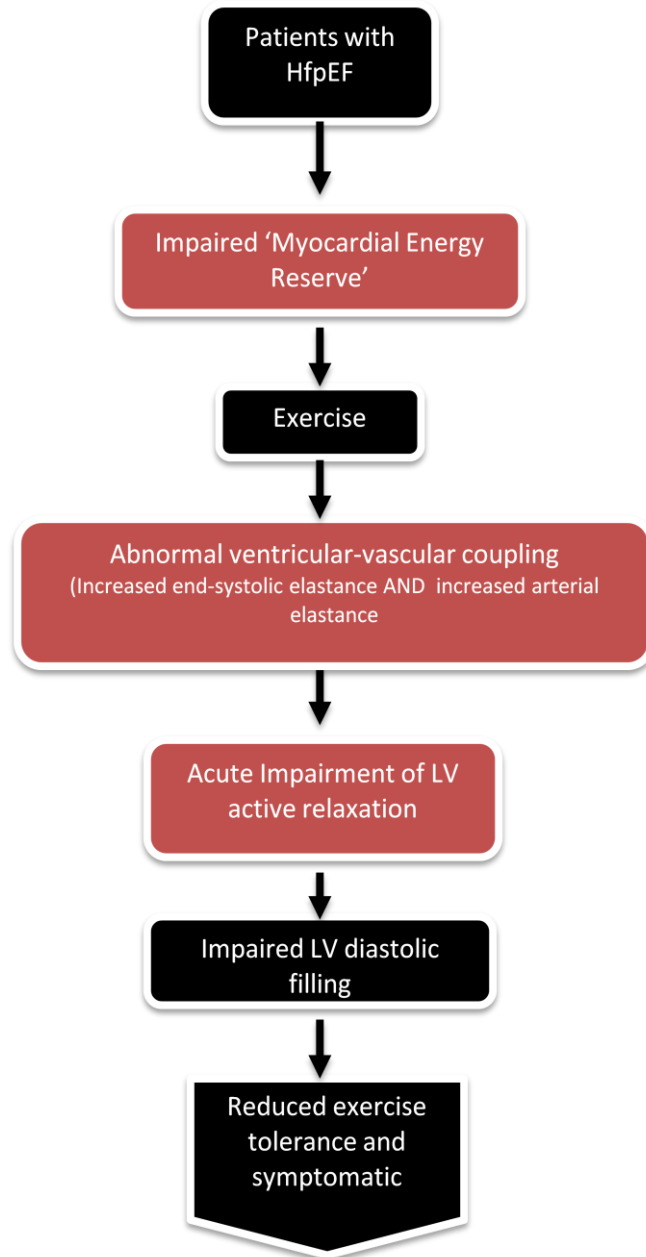 Patients with
HfpEF
Impaired ‘Myocardial Energy
Reserve’
Exercise
Abnormal ventricular-vascular coupling
(Increased end-systolic elastance AND increased arterial
elastance
Acute Impairment of LV
active relaxation
Impaired LV diastolic
filling
Reduced exercise
tolerance and
symptomatic